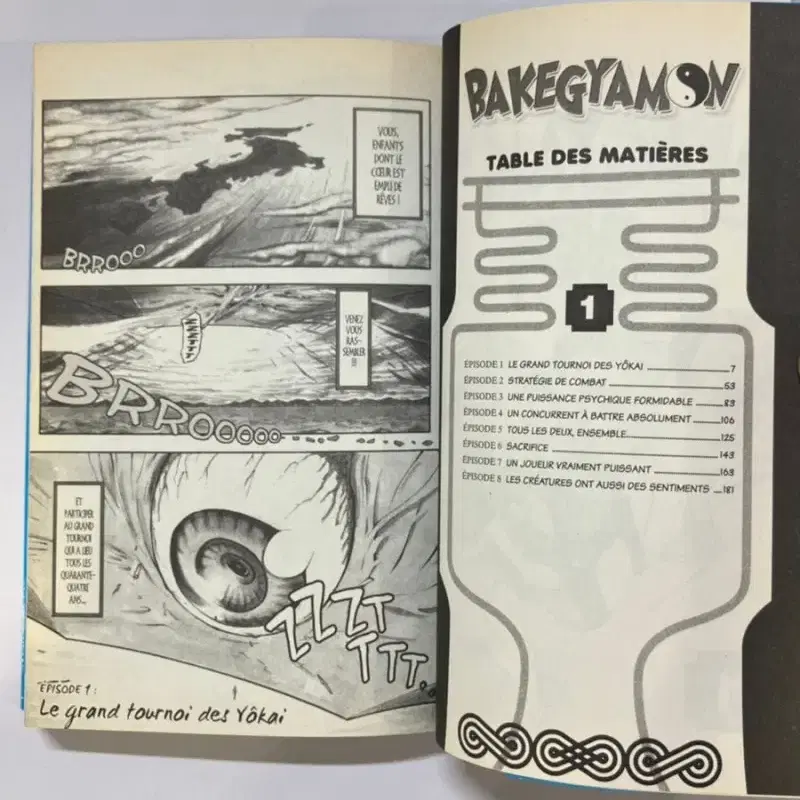 VOUS,
ENFANTS
DONT LE
CŒUR EST
EMPLI DE
RÊVES !
BRROOO
ZZZTTT
VENEZ
VOUS
RAS-
SEMBLER
!!!
BRROOOOOO
ET
PARTICIPER
AU GRAND
TOURNOI
QUI A LIEU
TOUS LES
QUARANTE-
QUATRE
ANS...
ZZZT
TTT...
ÉPISODE 1 :
Le grand tournoi des Yôkai
BAKEGYAMON
TABLE DES MATIÈRES
1
ÉPISODE 1 LE GRAND TOURNOI DES YÔKAI 7
ÉPISODE 2 STRATÉGIE DE COMBAT 53
ÉPISODE 3 UNE PUISSANCE PSYCHIQUE FORMIDABLE 83
ÉPISODE 4 UN CONCURRENT À BATTRE ABSOLUMENT 106
ÉPISODE 5 TOUS LES DEUX, ENSEMBLE 125
ÉPISODE 6 SACRIFICE 143
ÉPISODE 7 UN JOUEUR VRAIMENT PUISSANT 163
ÉPISODE 8 LES CRÉATURES ONT AUSSI DES SENTIMENTS 181